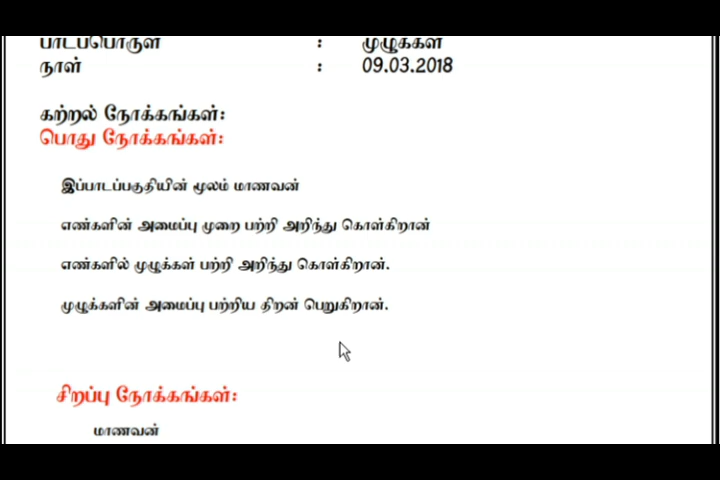 பாடப்பொருள் : முழுக்கள்
நாள் : 09.03.2018
கற்றல் நோக்கங்கள்:
பொது நோக்கங்கள்:
இப்பாடப்பகுதியின் மூலம் மாணவன்
எண்களின் அமைப்பு முறை பற்றி அறிந்து கொள்கிறான்
எண்களில் முழுக்கள் பற்றி அறிந்து கொள்கிறான்.
முழுக்களின் அமைப்பு பற்றிய திறன் பெறுகிறான்.
சிறப்பு நோக்கங்கள்:
மாணவன்